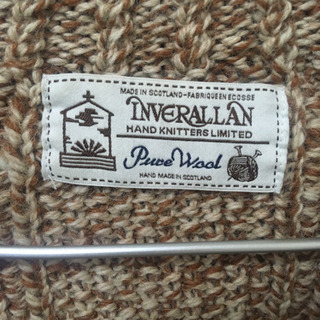 MADE IN SCOTLAND-FABRIQUE EN ECOSSE
INVERALLAN
HAND KNITTERS LIMITED
Pure Wool
HAND MADE IN SCOTLAND